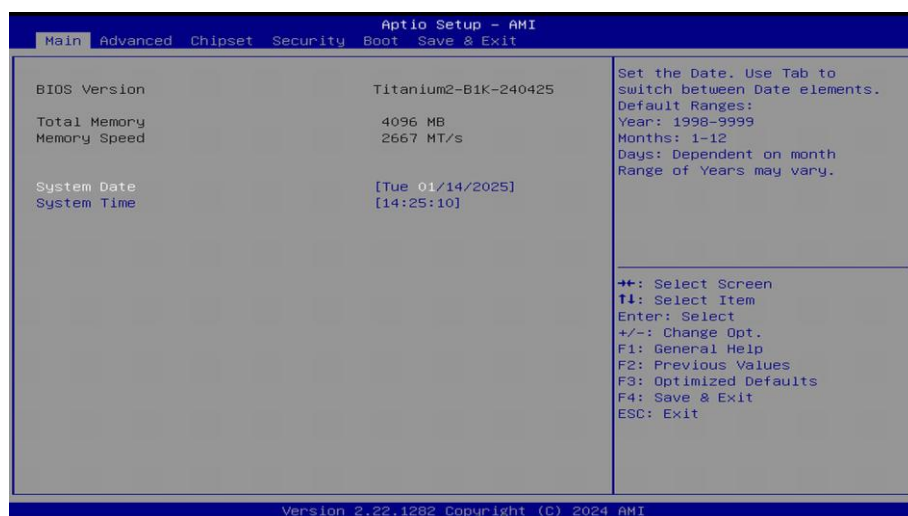 Aptio Setup – AMI
Main Advanced Chipset Security Boot Save & Exit
BIOS Version Titanium2-B1K-240425
Total Memory 4096 MB
Memory Speed 2667 MT/s
System Date [Tue 01/14/2025]
System Time [14:25:10]
Set the Date. Use Tab to
switch between Date elements.
Default Ranges:
Year: 1998-9999
Months: 1-12
Days: Dependent on month
Range of Years may vary.
→←: Select Screen
↑↓: Select Item
Enter: Select
+/-: Change Opt.
F1: General Help
F2: Previous Values
F3: Optimized Defaults
F4: Save & Exit
ESC: Exit
Version 2.22.1282 Copyright (C) 2024 AMI